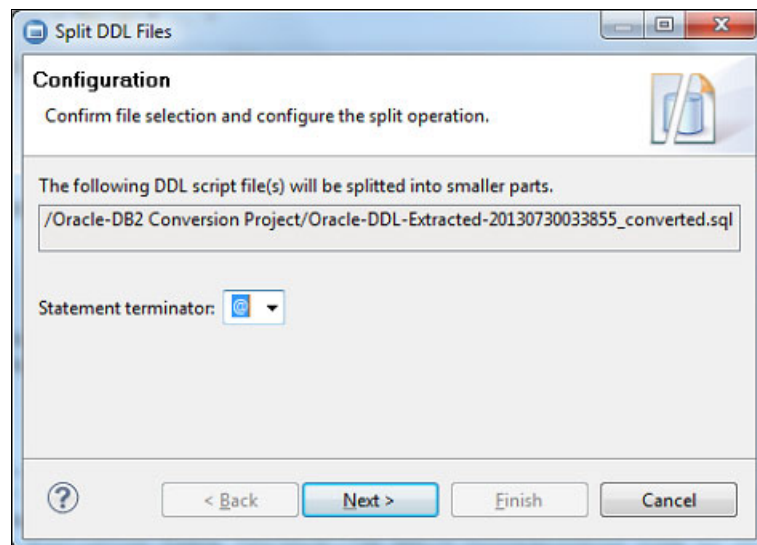 Split DDL Files
Configuration
Confirm file selection and configure the split operation.
The following DDL script file(s) will be splitted into smaller parts.
/Oracle-DB2 Conversion Project/Oracle-DDL-Extracted-20130730033855_converted.sql
Statement terminator: @
? < Back Next > Finish Cancel